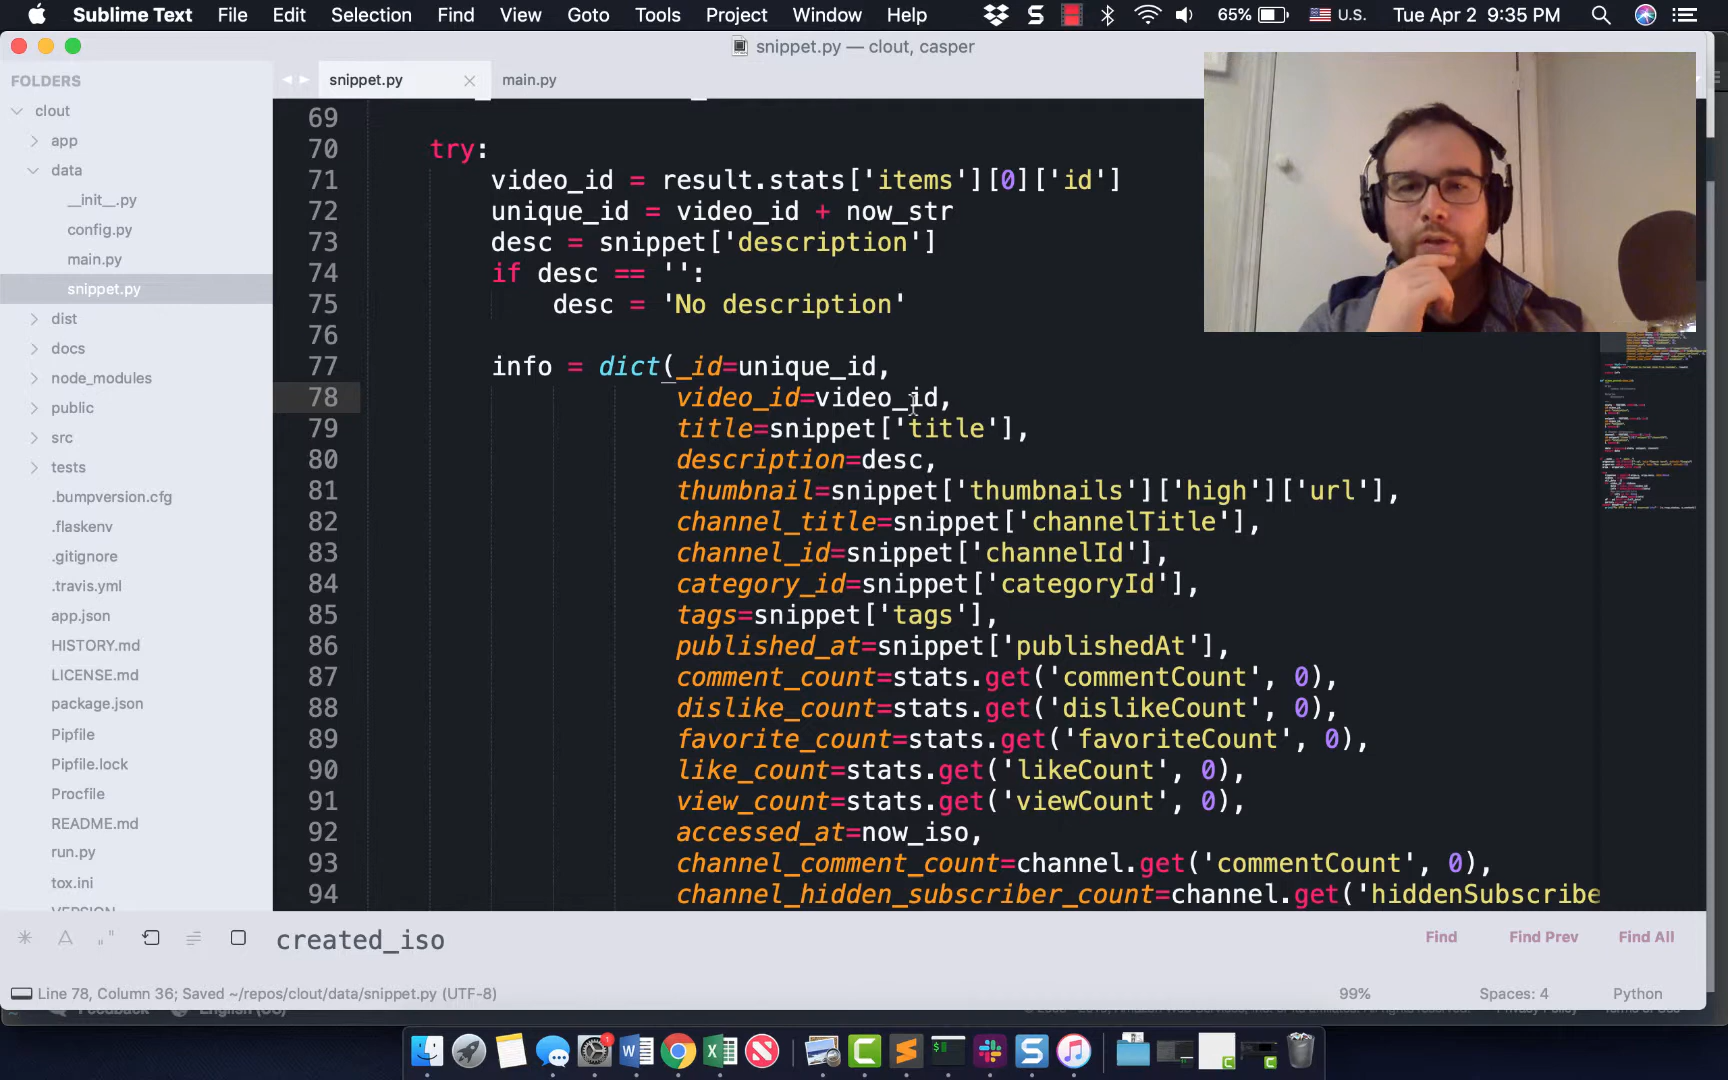 Sublime Text File Edit Selection Find View Goto Tools Project Window Help 65% U.S. Tue Apr 2 9:35 PM
snippet.py — clout, casper
FOLDERS
clout
app
data
__init__.py
config.py
main.py
snippet.py
dist
docs
node_modules
public
src
tests
.bumpversion.cfg
.flaskenv
.gitignore
.travis.yml
app.json
HISTORY.md
LICENSE.md
package.json
Pipfile
Pipfile.lock
Procfile
README.md
run.py
tox.ini
VERSION
snippet.py main.py
69
70 try:
71 video_id = result.stats['items'][0]['id']
72 unique_id = video_id + now_str
73 desc = snippet['description']
74 if desc == '':
75 desc = 'No description'
76
77 info = dict(_id=unique_id,
78 video_id=video_id,
79 title=snippet['title'],
80 description=desc,
81 thumbnail=snippet['thumbnails']['high']['url'],
82 channel_title=snippet['channelTitle'],
83 channel_id=snippet['channelId'],
84 category_id=snippet['categoryId'],
85 tags=snippet['tags'],
86 published_at=snippet['publishedAt'],
87 comment_count=stats.get('commentCount', 0),
88 dislike_count=stats.get('dislikeCount', 0),
89 favorite_count=stats.get('favoriteCount', 0),
90 like_count=stats.get('likeCount', 0),
91 view_count=stats.get('viewCount', 0),
92 accessed_at=now_iso,
93 channel_comment_count=channel.get('commentCount', 0),
94 channel_hidden_subscriber_count=channel.get('hiddenSubscribe
created_iso Find Find Prev Find All
Line 78, Column 36; Saved ~/repos/clout/data/snippet.py (UTF-8) 99% Spaces: 4 Python